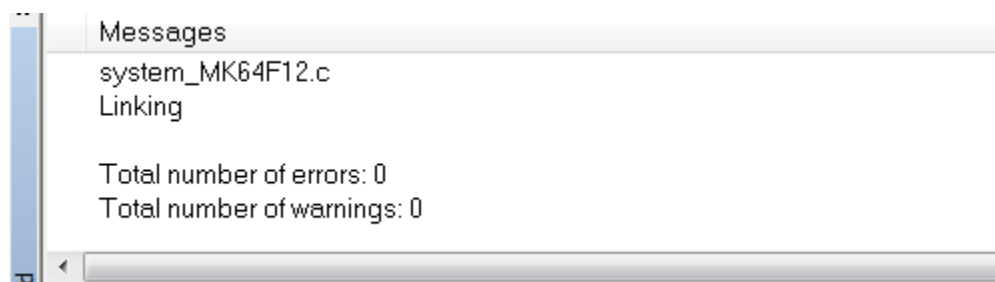 Messages
system_MK64F12.c
Linking
Total number of errors: 0
Total number of warnings: 0